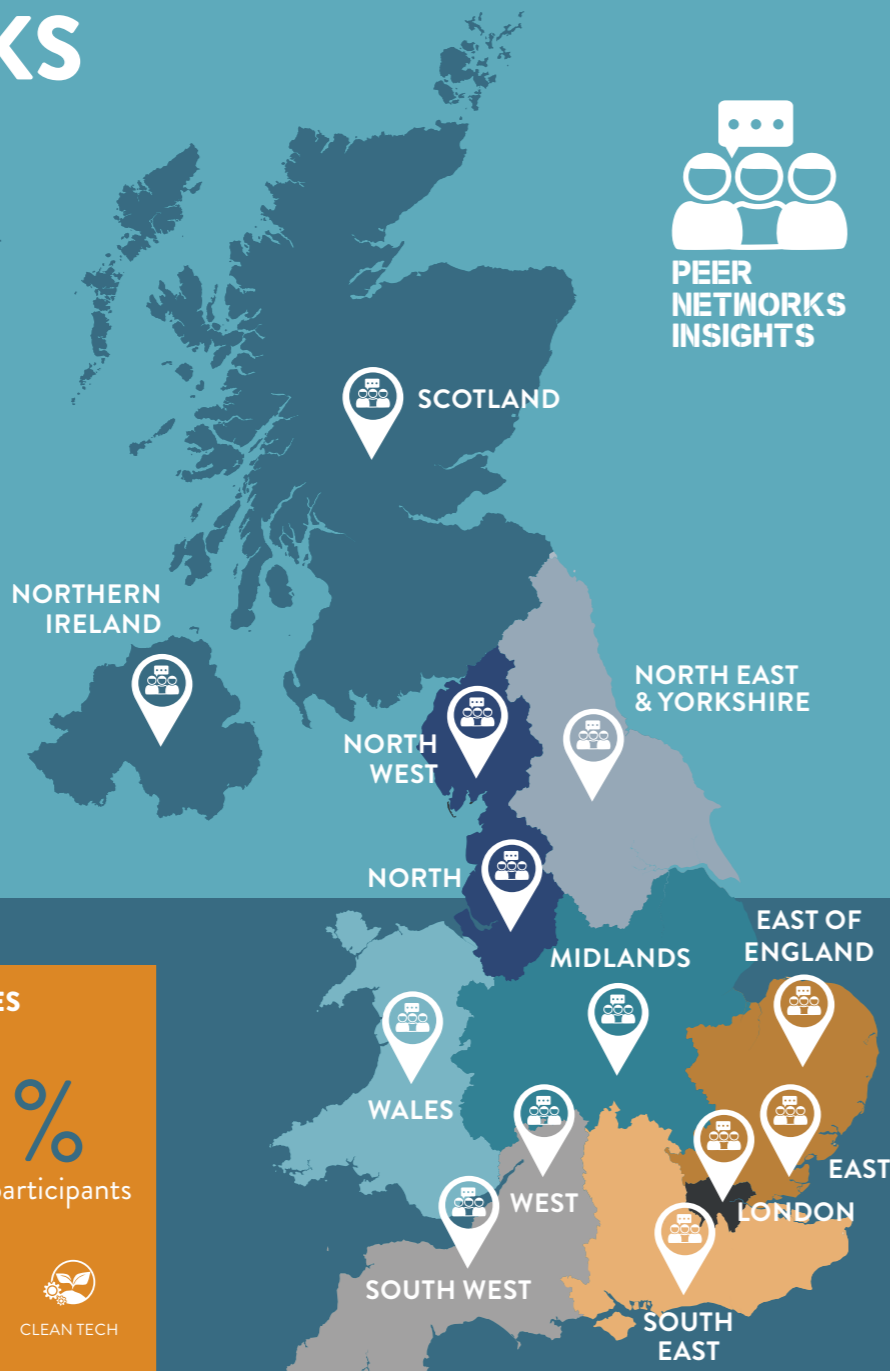 KS
PEER
NETWORKS
INSIGHTS
SCOTLAND
NORTHERN
IRELAND
NORTH EAST
& YORKSHIRE
NORTH
WEST
NORTH
EAST OF
ENGLAND
MIDLANDS
ES
%
participants
WALES
EAST
WEST
LONDON
SOUTH WEST
SOUTH
EAST
CLEAN TECH